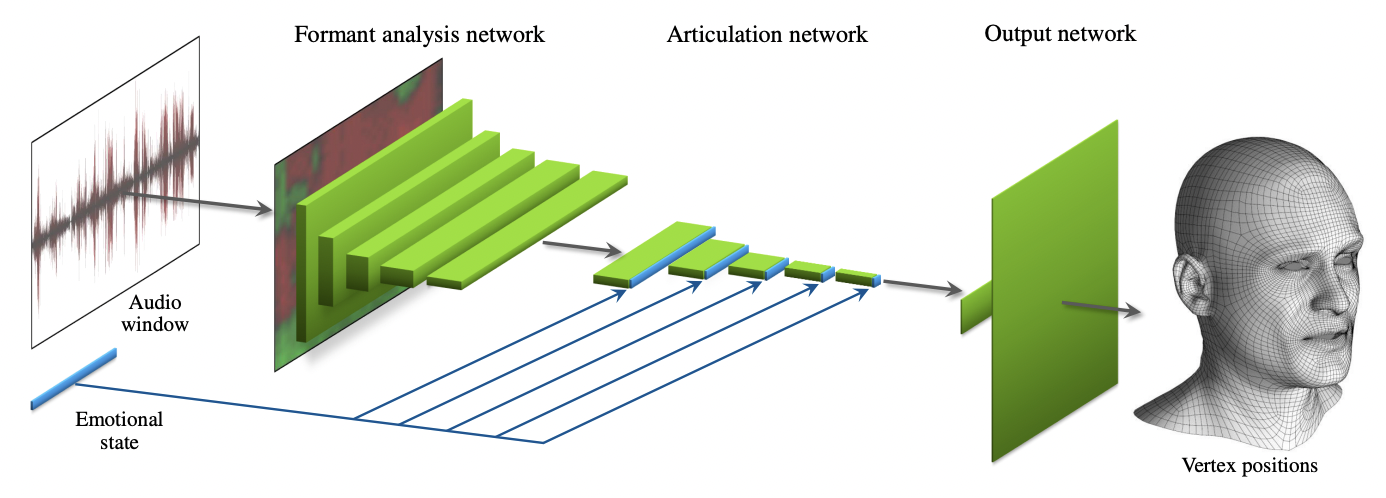 Formant analysis network
Articulation network
Output network
Audio
window
Emotional
state
Vertex positions